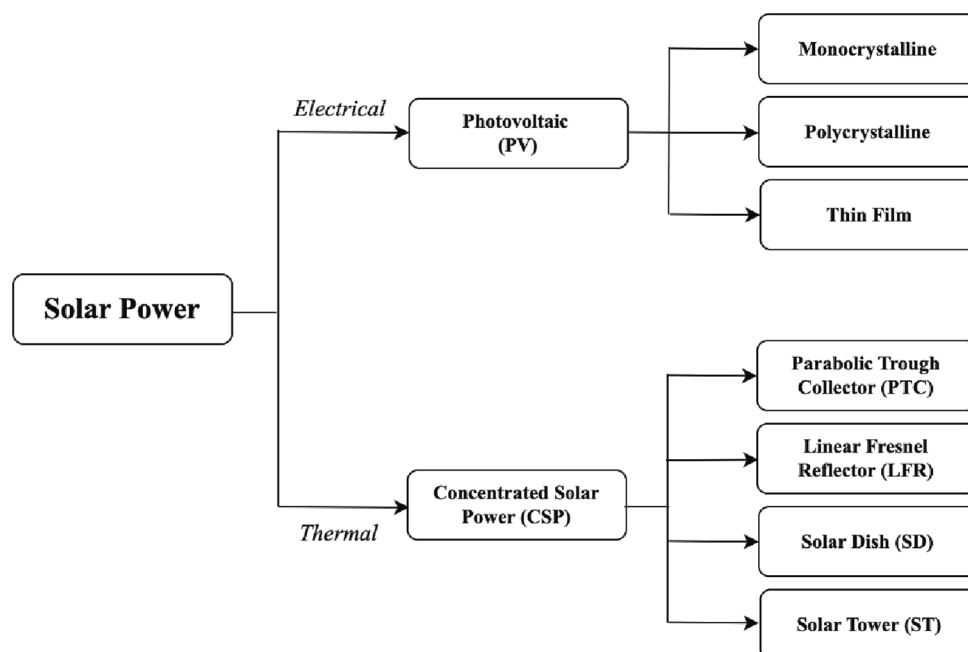 Monocrystalline
Electrical
Photovoltaic
(PV)
Polycrystalline
Thin Film
Solar Power
Parabolic Trough
Collector (PTC)
Linear Fresnel
Reflector (LFR)
Concentrated Solar
Power (CSP)
Thermal
Solar Dish (SD)
Solar Tower (ST)